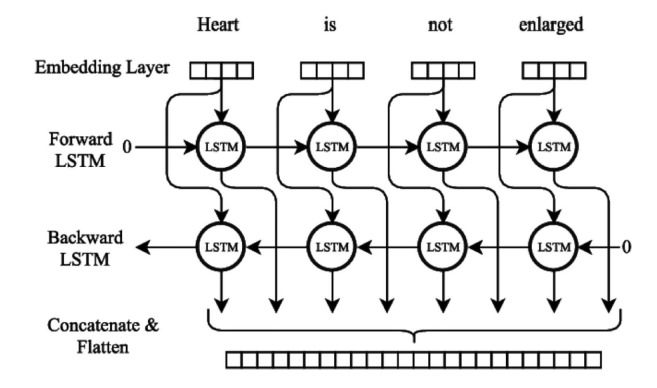 Heart is not enlarged
Embedding Layer
Forward
LSTM
0 LSTM LSTM LSTM LSTM
Backward
LSTM
LSTM LSTM LSTM LSTM 0
Concatenate &
Flatten